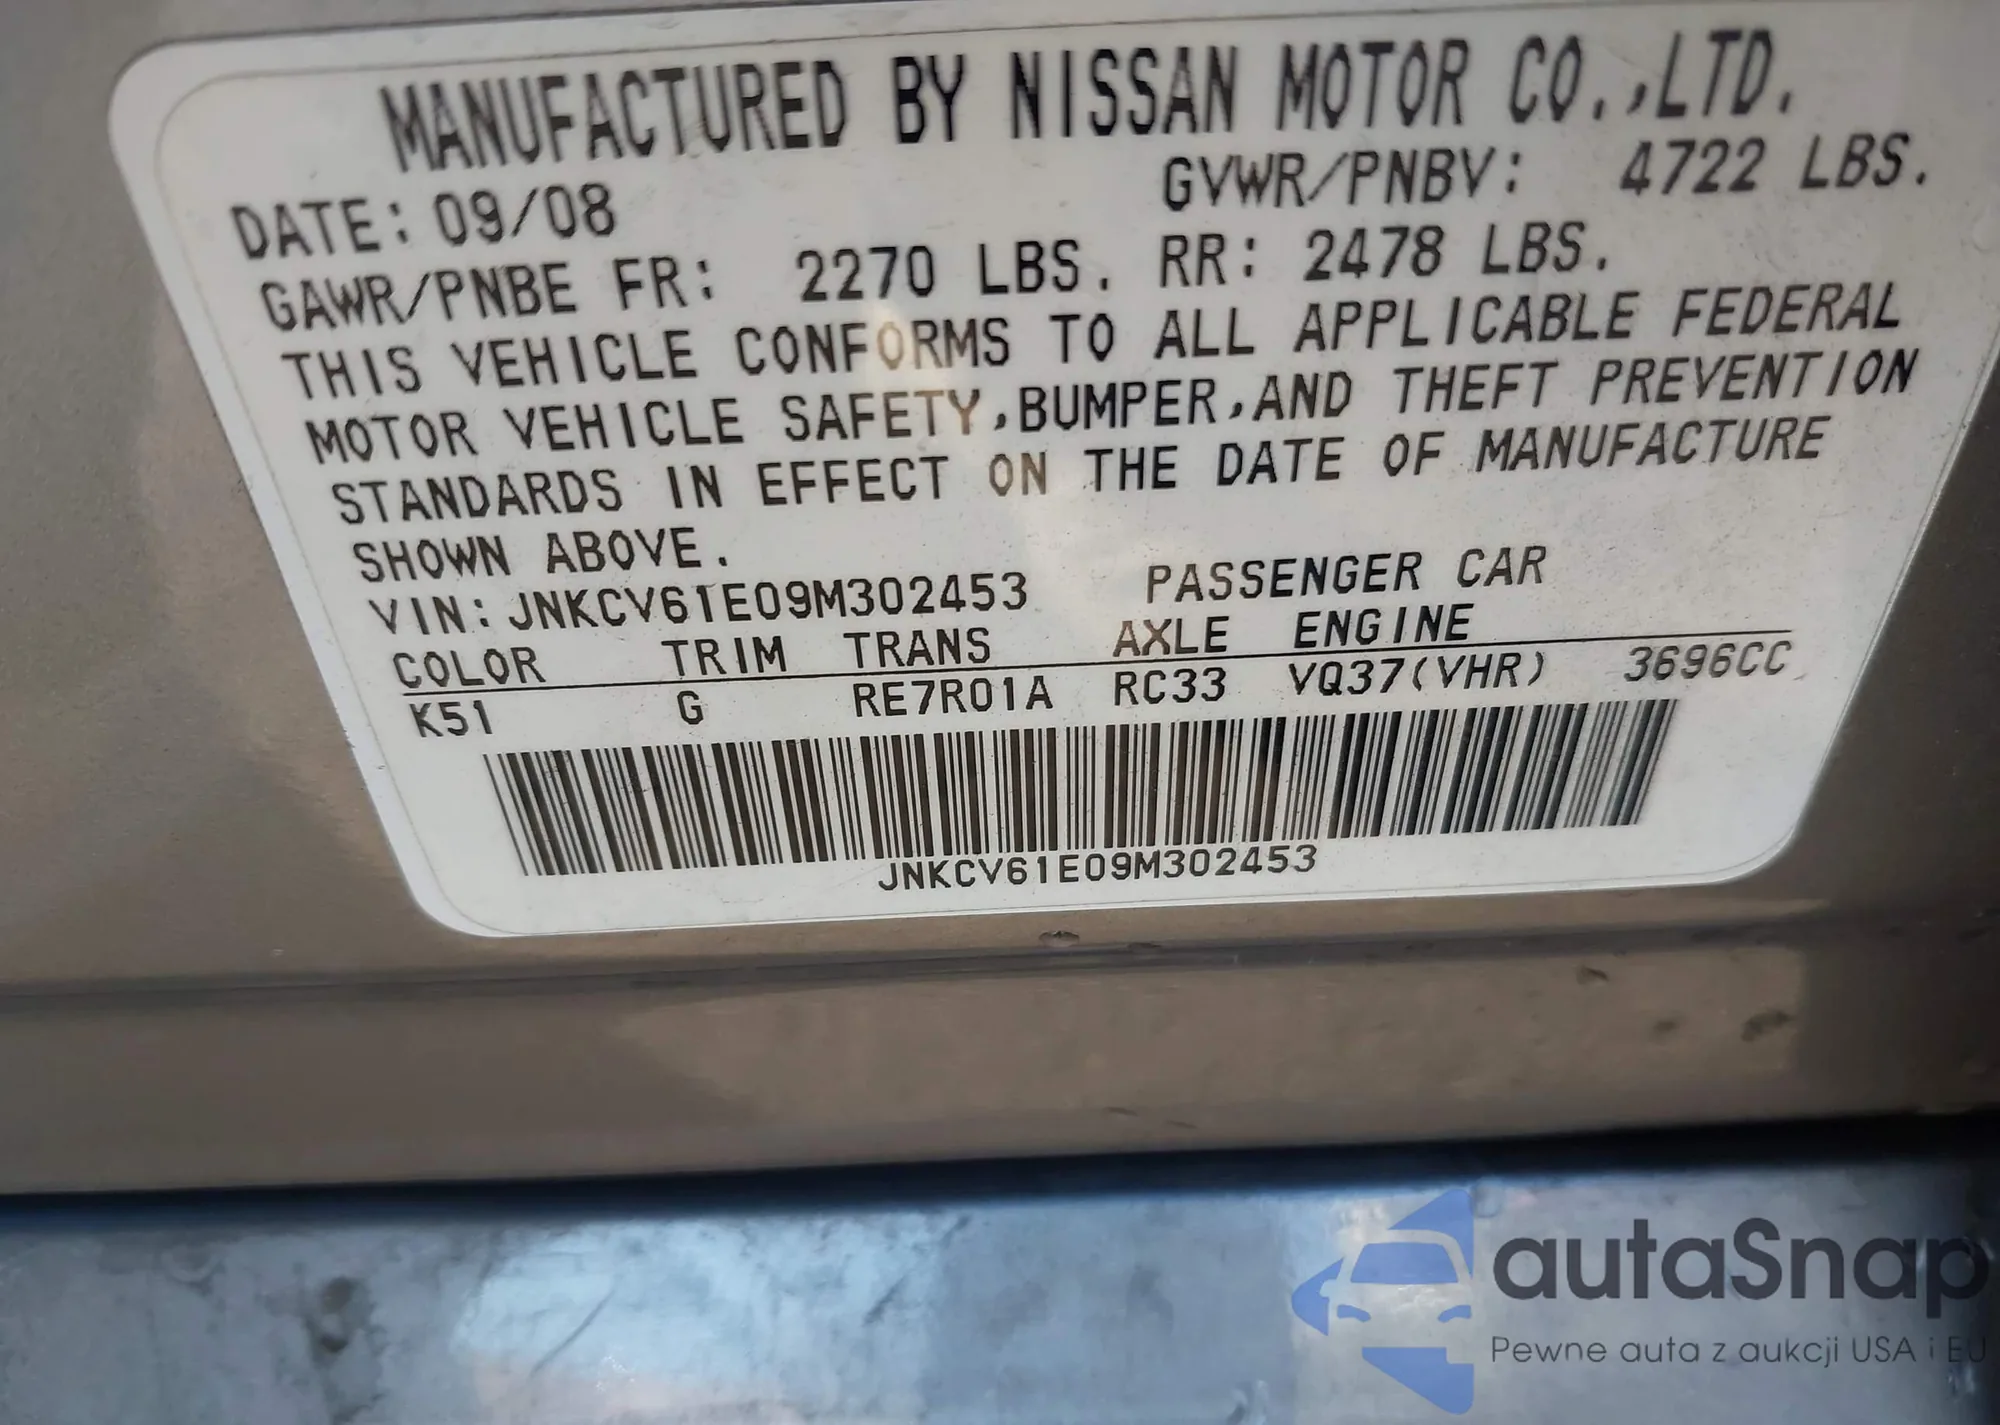 MANUFACTURED BY NISSAN MOTOR CO.,LTD.
DATE: 09/08 GVWR/PNBV: 4722 LBS.
GAWR/PNBE FR: 2270 LBS. RR: 2478 LBS.
THIS VEHICLE CONFORMS TO ALL APPLICABLE FEDERAL
MOTOR VEHICLE SAFETY,BUMPER,AND THEFT PREVENTION
STANDARDS IN EFFECT ON THE DATE OF MANUFACTURE
SHOWN ABOVE.
VIN: JNKCV61E09M302453 PASSENGER CAR
COLOR TRIM TRANS AXLE ENGINE
K51 G RE7R01A RC33 VQ37(VHR) 3696CC
JNKCV61E09M302453
autaSnap
Pewne auta z aukcji USA i EU